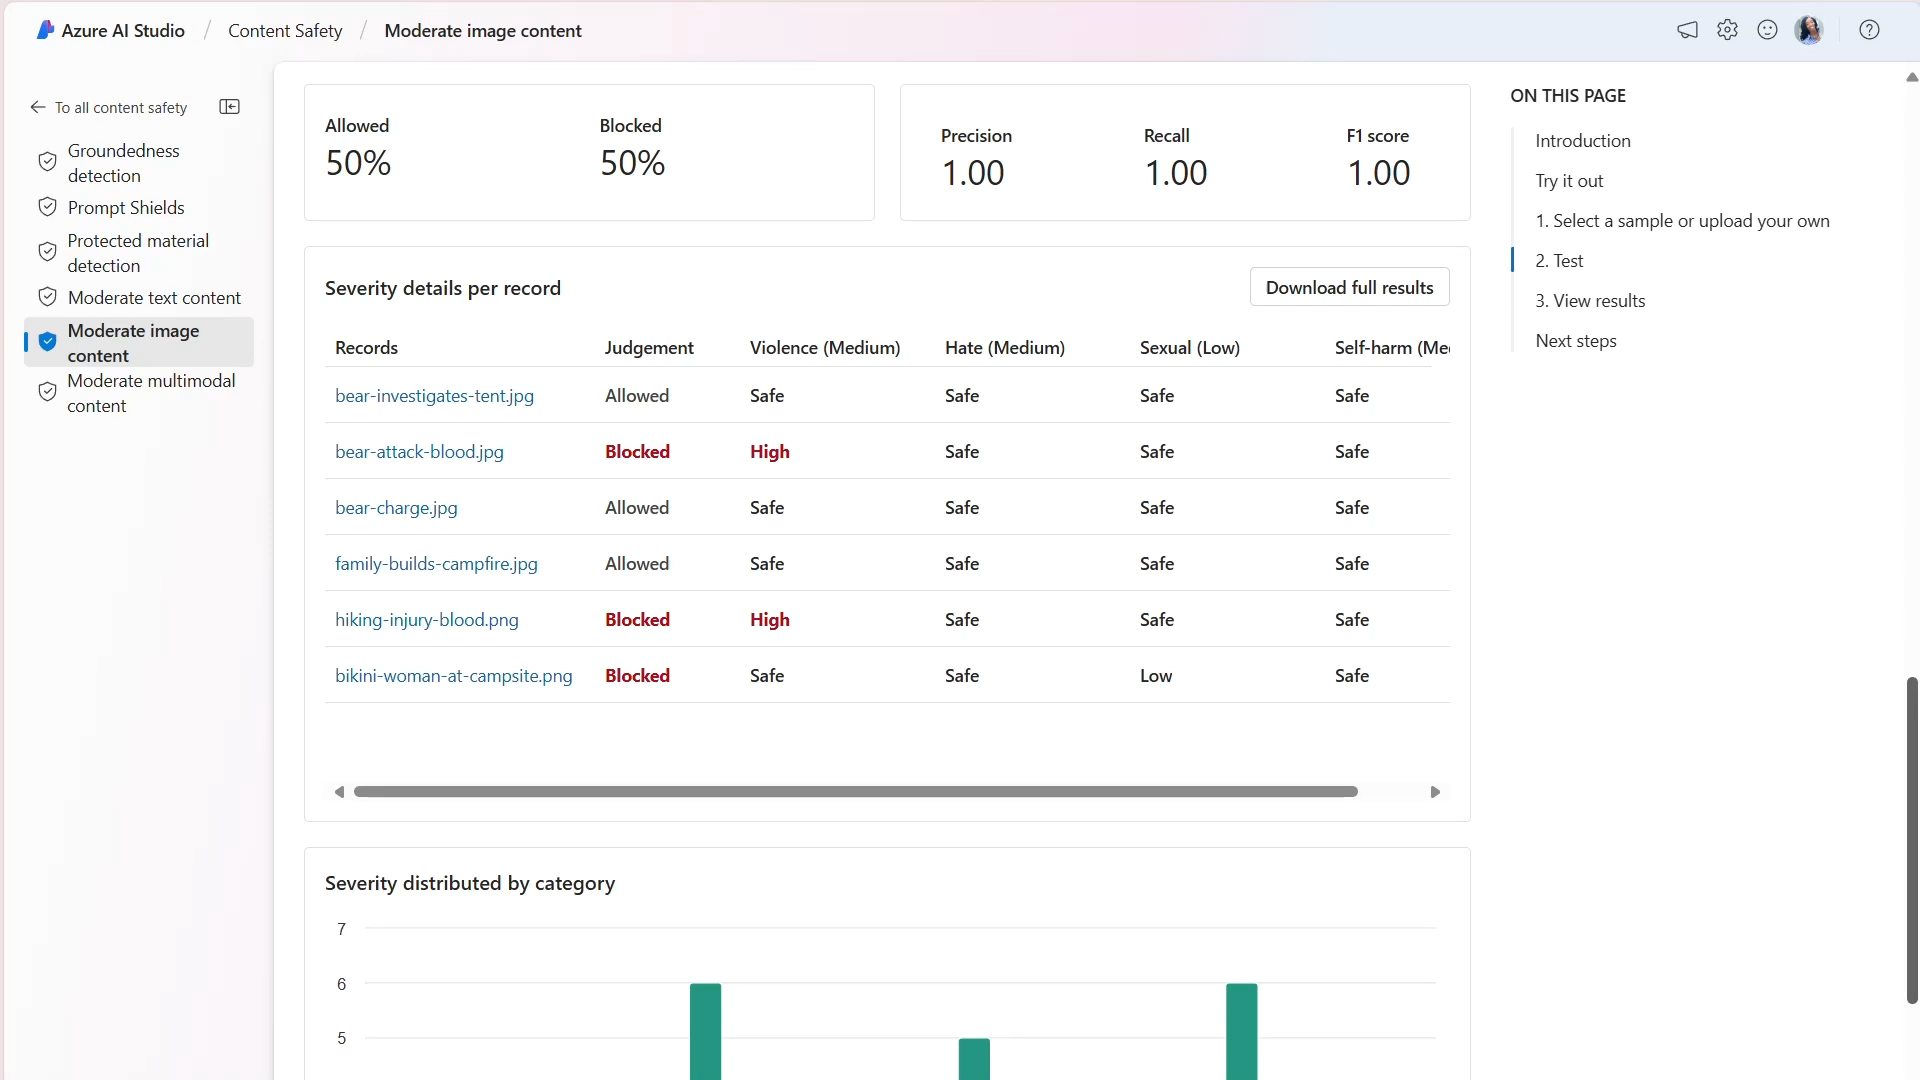 Azure AI Studio / Content Safety / Moderate image content
To all content safety
Groundedness
detection
Prompt Shields
Protected material
detection
Moderate text content
Moderate image
content
Moderate multimodal
content
Allowed Blocked
50% 50%
Precision Recall F1 score
1.00 1.00 1.00
Severity details per record
Download full results
Records Judgement Violence (Medium) Hate (Medium) Sexual (Low) Self-harm (Me
bear-investigates-tent.jpg Allowed Safe Safe Safe Safe
bear-attack-blood.jpg Blocked High Safe Safe Safe
bear-charge.jpg Allowed Safe Safe Safe Safe
family-builds-campfire.jpg Allowed Safe Safe Safe Safe
hiking-injury-blood.png Blocked High Safe Safe Safe
bikini-woman-at-campsite.png Blocked Safe Safe Low Safe
Severity distributed by category
7
6
5
ON THIS PAGE
Introduction
Try it out
1. Select a sample or upload your own
2. Test
3. View results
Next steps